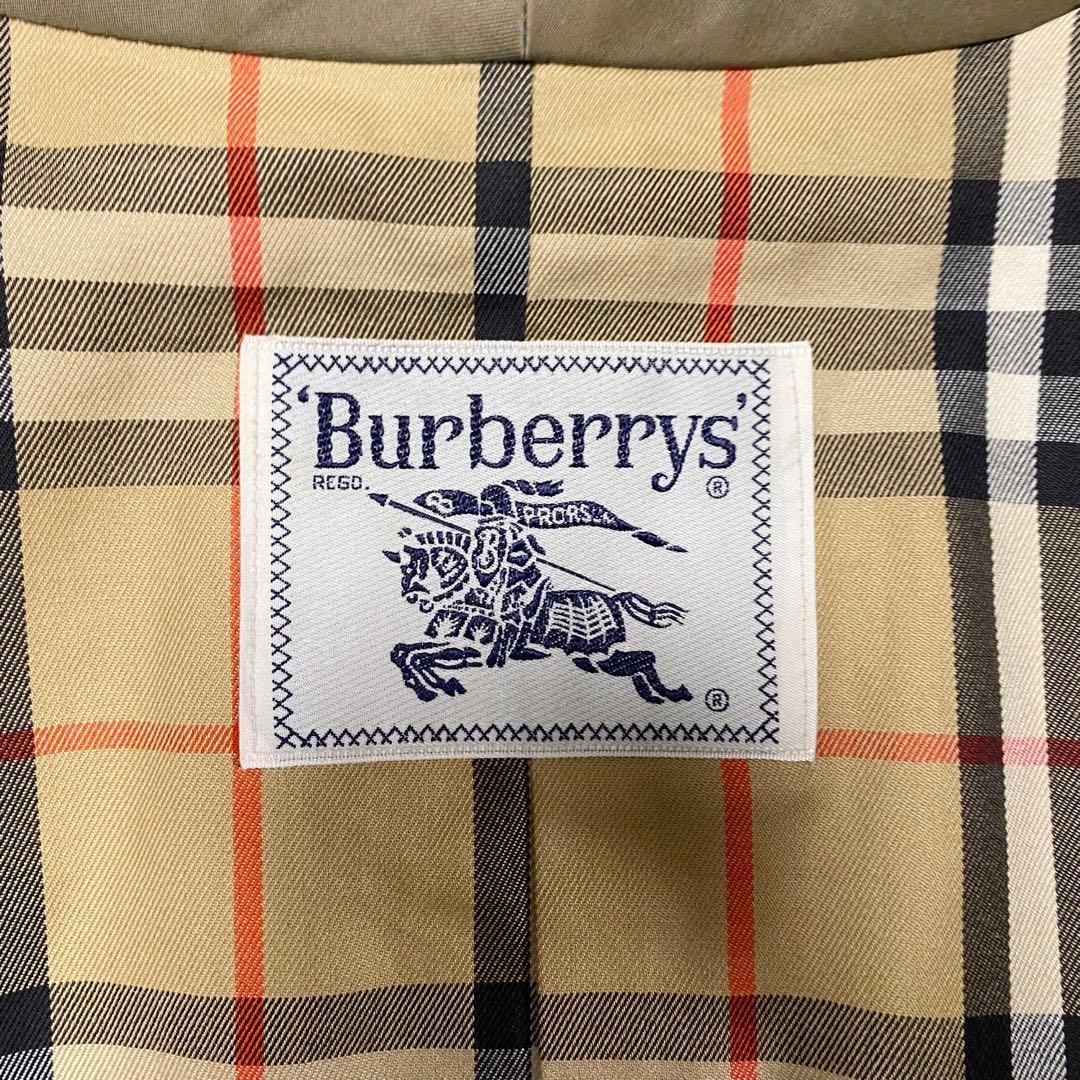 'Burberrys'
REGD. ®
B PRORSUM
B
®